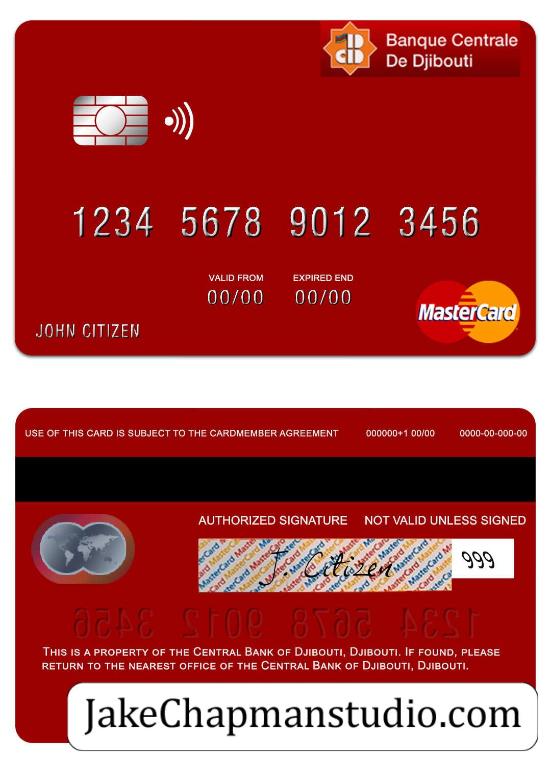 Banque Centrale
De Djibouti
1234 5678 9012 3456
VALID FROM EXPIRED END
00/00 00/00
JOHN CITIZEN
MasterCard
USE OF THIS CARD IS SUBJECT TO THE CARDMEMBER AGREEMENT 000000+1 00/00 0000-00-000-00
AUTHORIZED SIGNATURE NOT VALID UNLESS SIGNED
J. Citizen 999
1234 5678 9012 3456
THIS IS A PROPERTY OF THE CENTRAL BANK OF DJIBOUTI, DJIBOUTI. IF FOUND, PLEASE
RETURN TO THE NEAREST OFFICE OF THE CENTRAL BANK OF DJIBOUTI, DJIBOUTI.
JakeChapmanstudio.com